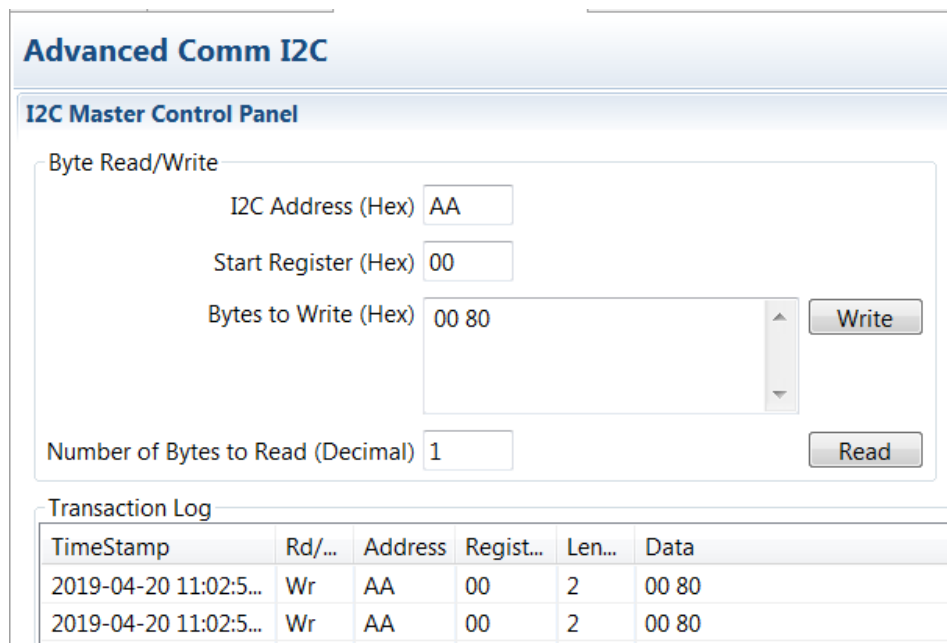 Advanced Comm I2C
I2C Master Control Panel
Byte Read/Write
I2C Address (Hex) AA
Start Register (Hex) 00
Bytes to Write (Hex) 00 80 Write
Number of Bytes to Read (Decimal) 1 Read
Transaction Log
TimeStamp Rd/... Address Regist... Len... Data
2019-04-20 11:02:5... Wr AA 00 2 00 80
2019-04-20 11:02:5... Wr AA 00 2 00 80